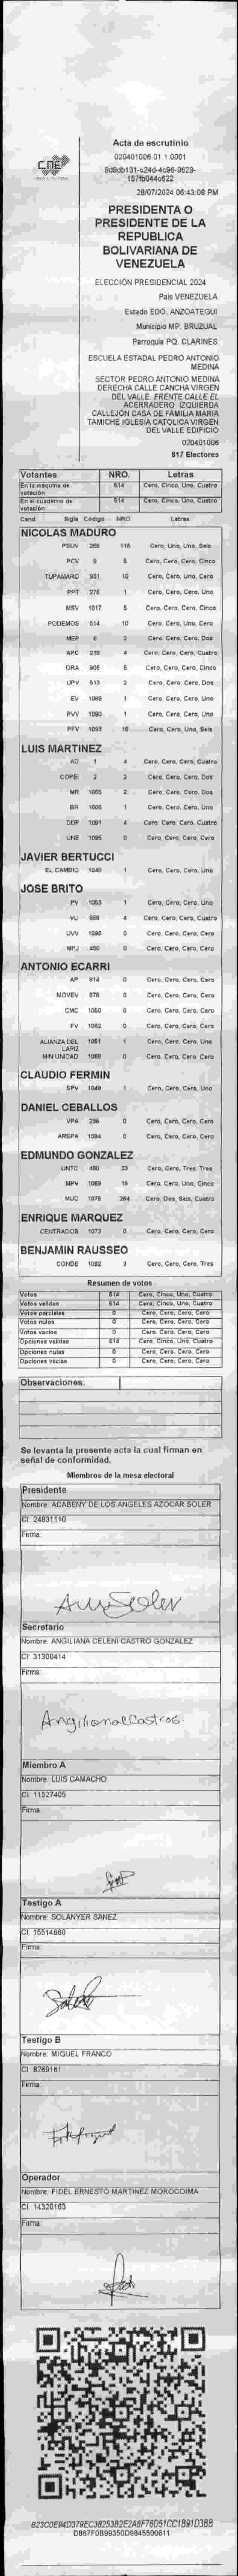 CNE
Acta de escrutinio
020401006.01.1.0001
28/07/2024 06:43:08 PM
PRESIDENTA O
PRESIDENTE DE LA
REPUBLICA
BOLIVARIANA DE
VENEZUELA
ELECCIÓN PRESIDENCIAL 2024
Pais VENEZUELA
Estado EDO. ANZOATEGUI
Municipio MP. BRUZUAL
Parroquia PQ. CLARINES
ESCUELA ESTADAL PEDRO ANTONIO
MEDINA
SECTOR PEDRO ANTONIO MEDINA
DERECHA CALLE CANCHA VIRGEN
DEL VALLE. FRENTE CALLE EL
ACERRADERO. IZQUIERDA
CALLEJÓN CASA DE FAMILIA MARIA
TAMICHE IGLESIA CATOLICA VIRGEN
DEL VALLE EDIFICIO
020401006
817 Electores
Votantes NRO. Letras
En la máquina de 514 Cero, Cinco, Uno, Cuatro
votación
En el cuaderno de 514 Cero, Cinco, Uno, Cuatro
votación
Cand. Sigla Código NRO. Letras
NICOLAS MADURO
PSUV 259 116 Cero, Uno, Uno, Seis
PCV 9 5 Cero, Cero, Cero, Cinco
TUPAMARO 931 10 Cero, Cero, Uno, Cero
PPT 276 1 Cero, Cero, Cero, Uno
MSV 1017 5 Cero, Cero, Cero, Cinco
PODEMOS 514 10 Cero, Cero, Uno, Cero
MEP 6 2 Cero, Cero, Cero, Dos
APC 219 4 Cero, Cero, Cero, Cuatro
ORA 906 5 Cero, Cero, Cero, Cinco
UPV 613 2 Cero, Cero, Cero, Dos
EV 1089 1 Cero, Cero, Cero, Uno
PVV 1090 1 Cero, Cero, Cero, Uno
PFV 1093 16 Cero, Cero, Uno, Seis
LUIS MARTINEZ
AD 1 4 Cero, Cero, Cero, Cuatro
COPEI 2 2 Cero, Cero, Cero, Dos
MR 1065 2 Cero, Cero, Cero, Dos
BR 1066 1 Cero, Cero, Cero, Uno
DDP 1091 4 Cero, Cero, Cero, Cuatro
UNE 1095 0 Cero, Cero, Cero, Cero
JAVIER BERTUCCI
EL CAMBIO 1048 1 Cero, Cero, Cero, Uno
JOSE BRITO
PV 1053 1 Cero, Cero, Cero, Uno
VU 968 4 Cero, Cero, Cero, Cuatro
UVV 1096 0 Cero, Cero, Cero, Cero
MPJ 450 0 Cero, Cero, Cero, Cero
ANTONIO ECARRI
AP 814 0 Cero, Cero, Cero, Cero
MOVEV 978 0 Cero, Cero, Cero, Cero
CMC 1050 0 Cero, Cero, Cero, Cero
FV 1062 0 Cero, Cero, Cero, Cero
ALIANZA DEL 1051 1 Cero, Cero, Cero, Uno
LAPIZ
MIN UNIDAD 1068 0 Cero, Cero, Cero, Cero
CLAUDIO FERMIN
SPV 1049 1 Cero, Cero, Cero, Uno
DANIEL CEBALLOS
VPA 236 0 Cero, Cero, Cero, Cero
AREPA 1094 0 Cero, Cero, Cero, Cero
EDMUNDO GONZALEZ
UNTC 480 33 Cero, Cero, Tres, Tres
MPV 1069 15 Cero, Cero, Uno, Cinco
MUD 1075 264 Cero, Dos, Seis, Cuatro
ENRIQUE MARQUEZ
CENTRADOS 1073 0 Cero, Cero, Cero, Cero
BENJAMIN RAUSSEO
CONDE 1052 3 Cero, Cero, Cero, Tres
Resumen de votos
Votos 514 Cero, Cinco, Uno, Cuatro
Votos validos 514 Cero, Cinco, Uno, Cuatro
Votos parciales 0 Cero, Cero, Cero, Cero
Votos nulos 0 Cero, Cero, Cero, Cero
Votos vacios 0 Cero, Cero, Cero, Cero
Opciones validas 514 Cero, Cinco, Uno, Cuatro
Opciones nulas 0 Cero, Cero, Cero, Cero
Opciones vacias 0 Cero, Cero, Cero, Cero
Observaciones:
Se levanta la presente acta la cual firman en
señal de conformidad.
Miembros de la mesa electoral
Presidente
Nombre: ADABENY DE LOS ANGELES AZOCAR SOLER
CI: 24831110
Firma:
Secretario
Nombre: ANGILIANA CELENI CASTRO GONZALEZ
CI: 31300414
Firma:
Miembro A
Nombre: LUIS CAMACHO
CI: 11527405
Firma:
Testigo A
Nombre: SOLANYER SANEZ
CI: 15514660
Firma:
Testigo B
Nombre: MIGUEL FRANCO
CI: 8269161
Firma:
Operador
Nombre: FIDEL ERNESTO MARTINEZ MOROCOIMA
CI: 14320163
Firma: